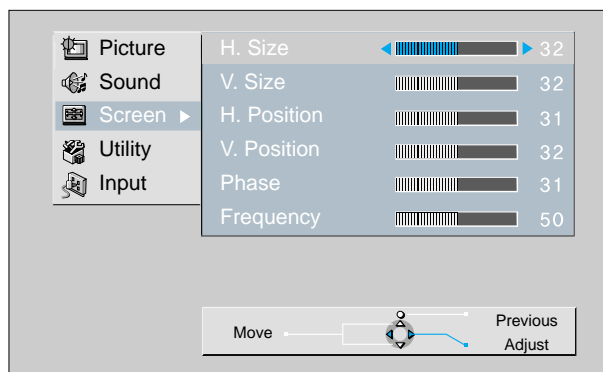 Picture
Sound
Screen
Utility
Input
H. Size 32
V. Size 32
H. Position 31
V. Position 32
Phase 31
Frequency 50
Move
Previous
Adjust